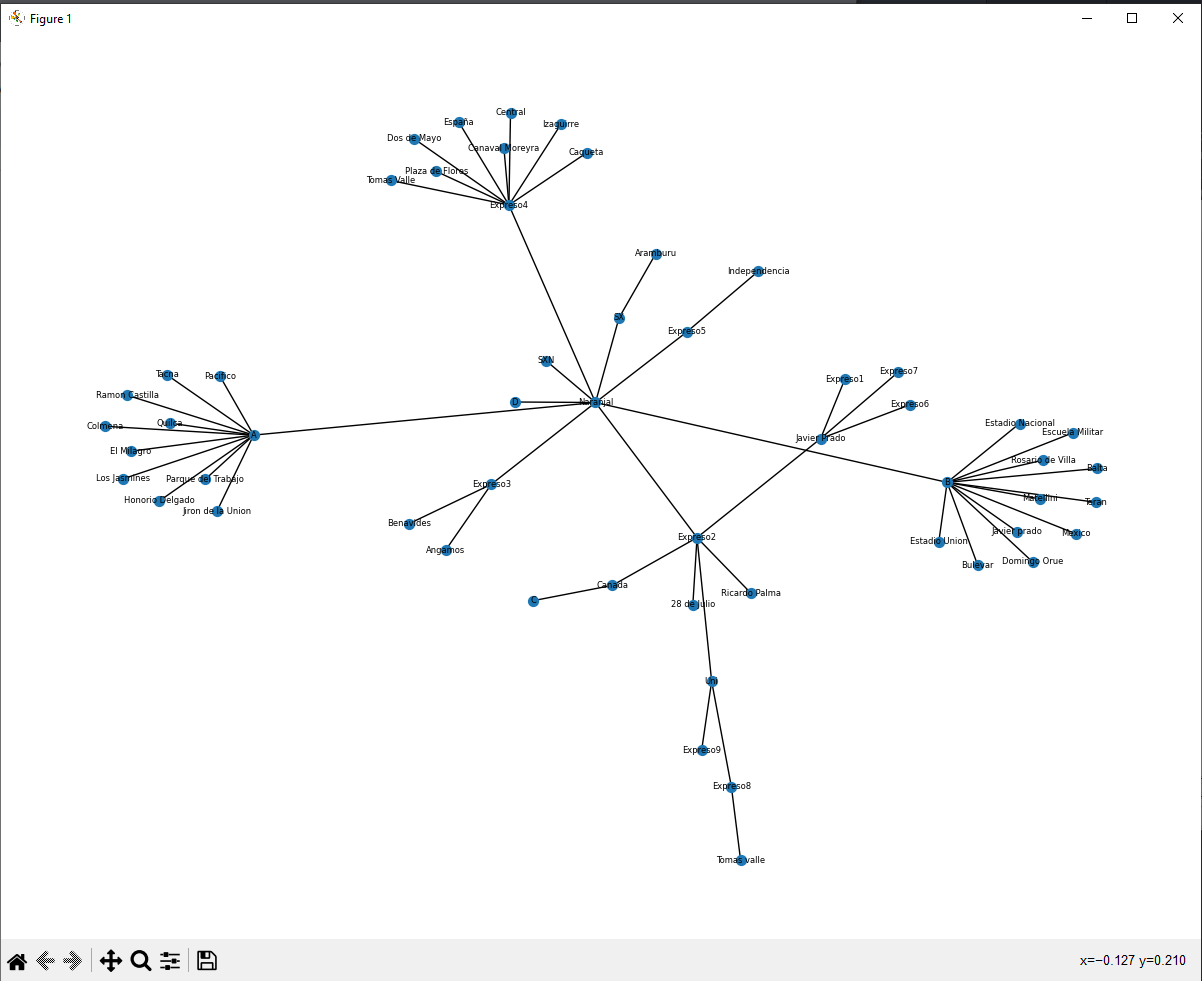 Figure 1
Central
España
Izaguirre
Dos de Mayo
Canaval Moreyra
Caqueta
Plaza de Flores
Tomas Valle
Expreso4
Aramburu
Independencia
SX
Expreso5
SXN
Expreso7
Tacna
Pacifico
Expreso1
Ramon Castilla
D
Naranjal
Expreso6
Quilca
Estadio Nacional
Colmena
Escuela Militar
A
Javier Prado
El Milagro
Rosario de Villa
Balta
Los Jasmines
Parque del Trabajo
B
Expreso3
Honorio Delgado
Matellini
Teran
Jiron de la Union
Benavides
Javier prado
Mexico
Expreso2
Estadio Union
Angamos
Domingo Orue
Bulevar
Canada
Ricardo Palma
C
28 de Julio
Uni
Expreso9
Expreso8
Tomas valle
x=−0.127 y=0.210